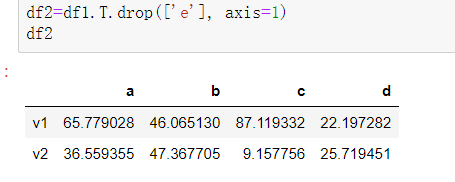 df2=df1.T.drop(['e'], axis=1)
df2
:
a b c d
v1 65.779028 46.065130 87.119332 22.197282
v2 36.559355 47.367705 9.157756 25.719451